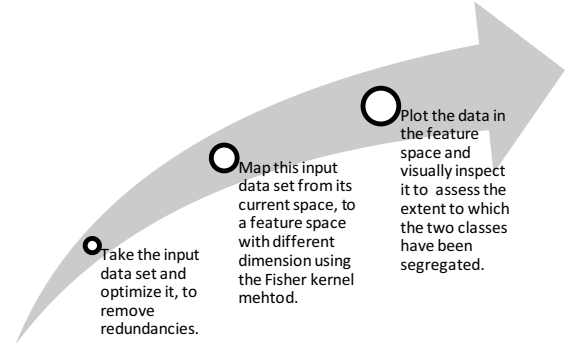 Take the input
data set and
optimize it, to
remove
redundancies.
Map this input
data set from its
current space, to
a feature space
with different
dimension using
the Fisher kernel
mehtod.
Plot the data in
the feature
space and
visually inspect
it to assess the
extent to which
the two classes
have been
segregated.